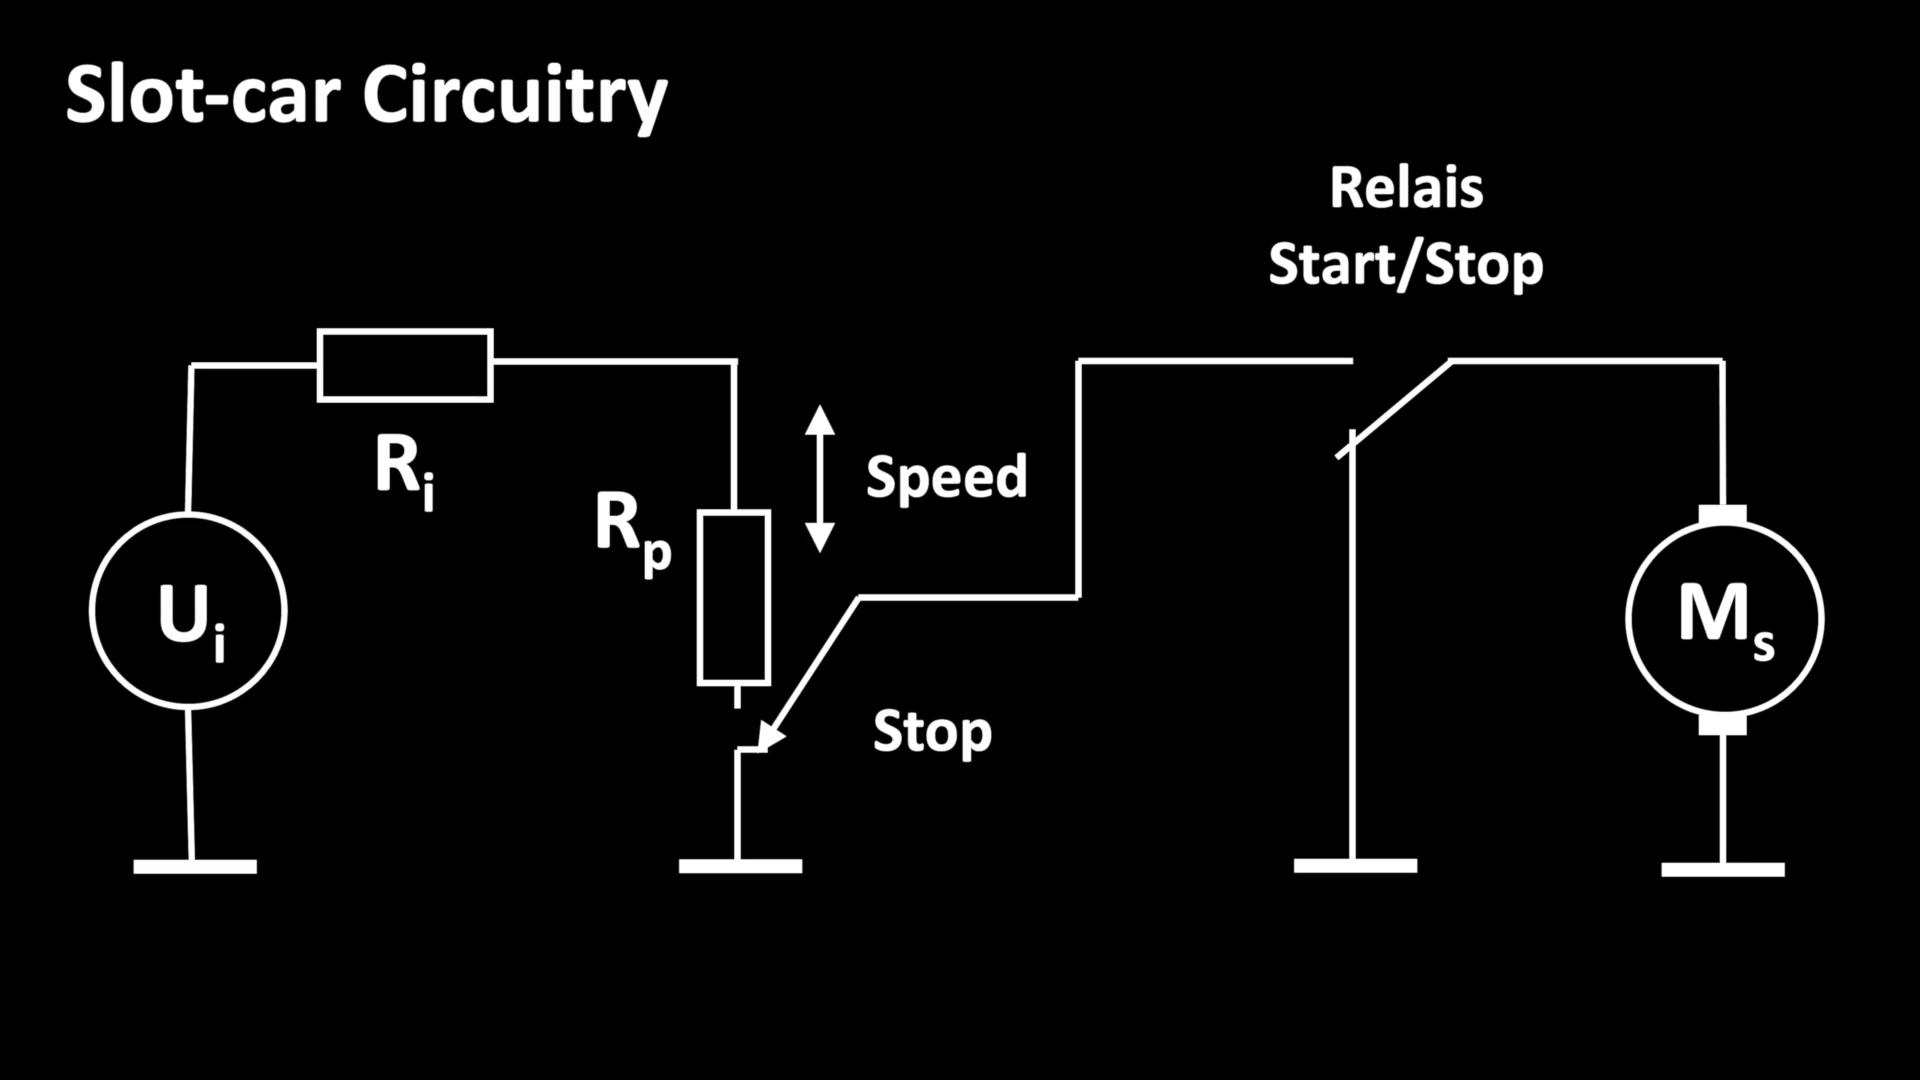 Slot-car Circuitry
Relais
Start/Stop
Ri
Speed
Rp
Ui
Ms
Stop